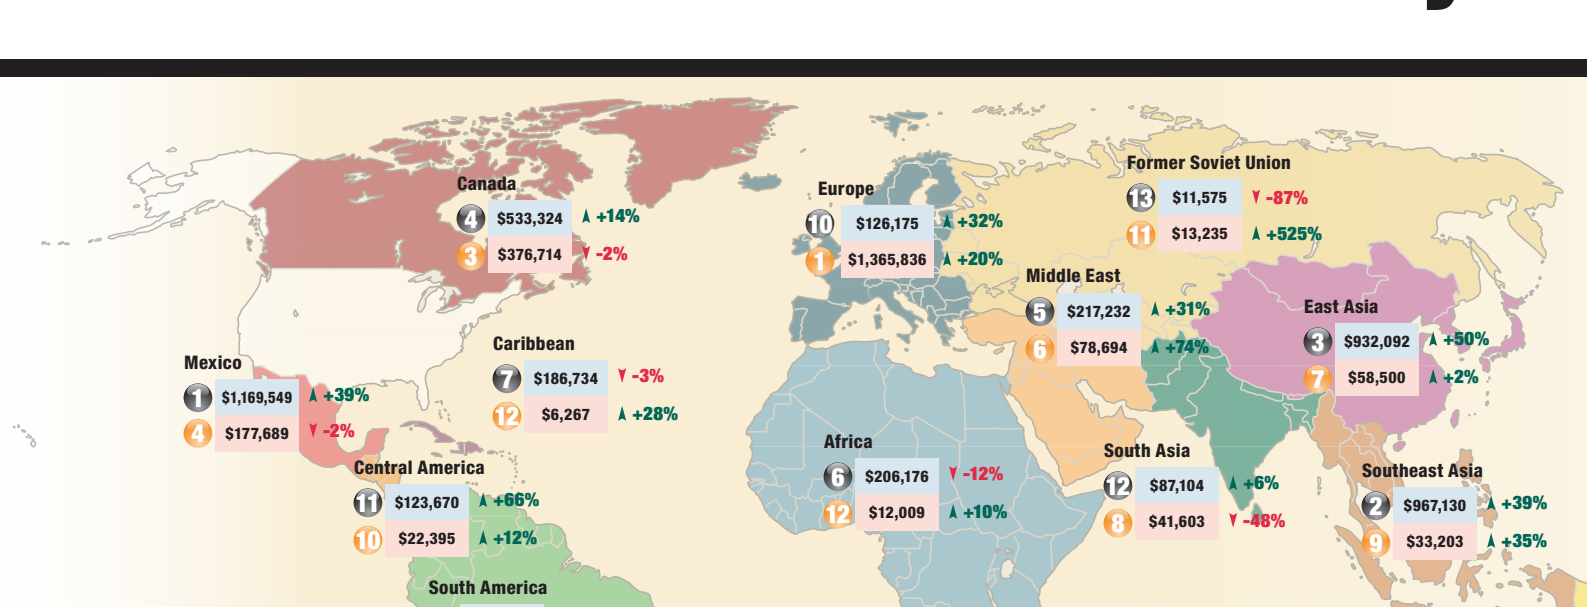 Canada
4 $533,324 +14%
3 $376,714 -2%
Europe
10 $126,175 +32%
1 $1,365,836 +20%
Former Soviet Union
13 $11,575 -87%
11 $13,235 +525%
Middle East
5 $217,232 +31%
6 $78,694 +74%
East Asia
3 $932,092 +50%
7 $58,500 +2%
Mexico
1 $1,169,549 +39%
4 $177,689 -2%
Caribbean
7 $186,734 -3%
12 $6,267 +28%
Central America
11 $123,670 +66%
10 $22,395 +12%
Africa
6 $206,176 -12%
12 $12,009 +10%
South Asia
12 $87,104 +6%
8 $41,603 -48%
Southeast Asia
2 $967,130 +39%
9 $33,203 +35%
South America